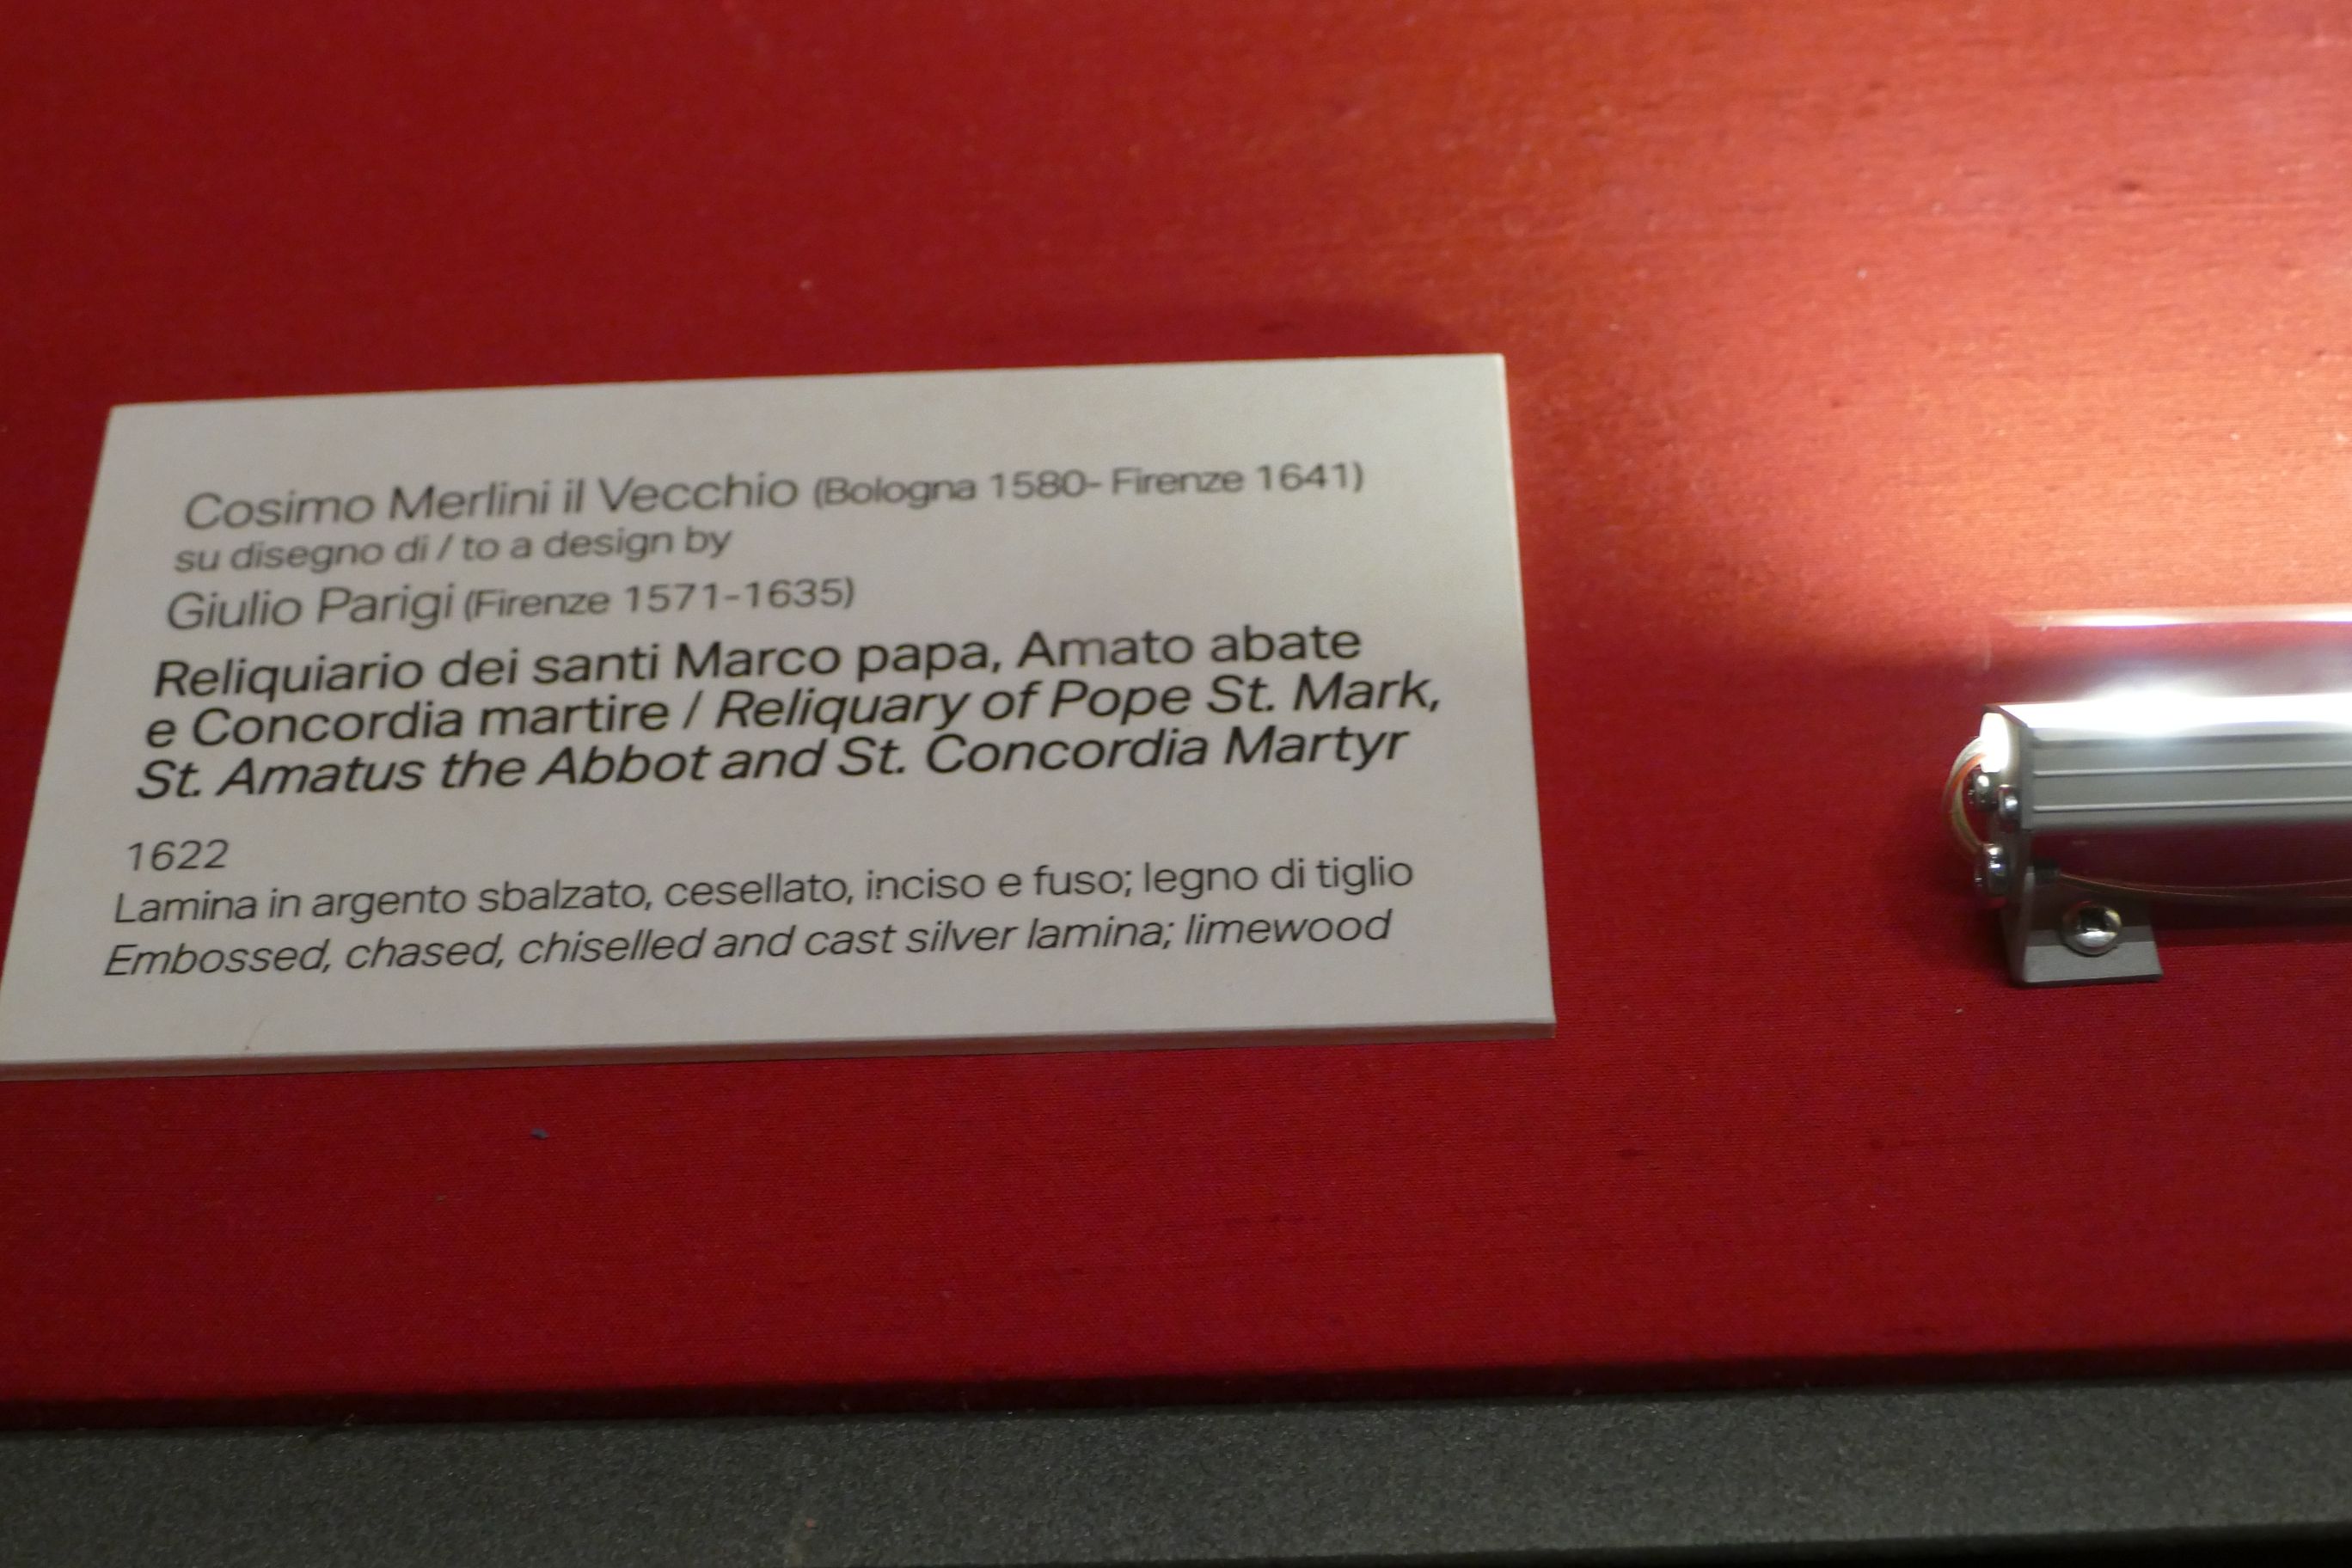 Cosimo Merlini il Vecchio (Bologna 1580- Firenze 1641)
su disegno di / to a design by
Giulio Parigi (Firenze 1571-1635)
Reliquiario dei santi Marco papa, Amato abate
e Concordia martire / Reliquary of Pope St. Mark,
St. Amatus the Abbot and St. Concordia Martyr
1622
Lamina in argento sbalzato, cesellato, inciso e fuso; legno di tiglio
Embossed, chased, chiselled and cast silver lamina; limewood